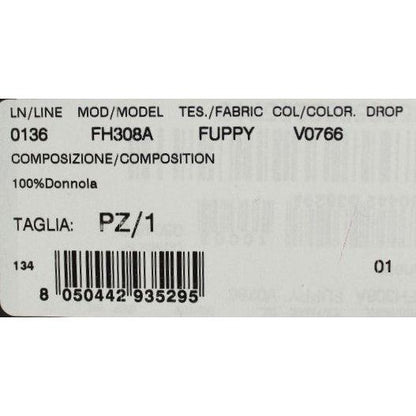 LN/LINE MOD/MODEL TES./FABRIC COL/COLOR. DROP
0136 FH308A FUPPY V0766
COMPOSIZIONE/COMPOSITION
100%Donnola
TAGLIA: PZ/1
134 01
8 050442 935295